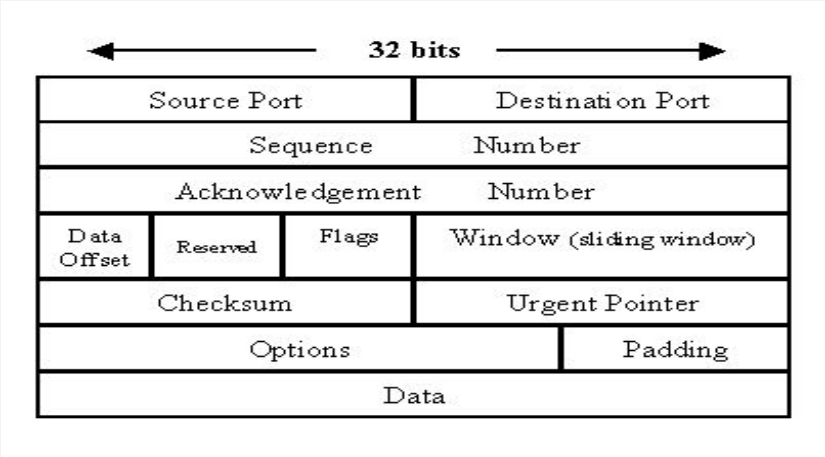 32 bits
Source Port
Destination Port
Sequence Number
Acknowledgement Number
Data
Offset
Reserved
Flags
Window (sliding window)
Checksum
Urgent Pointer
Options
Padding
Data